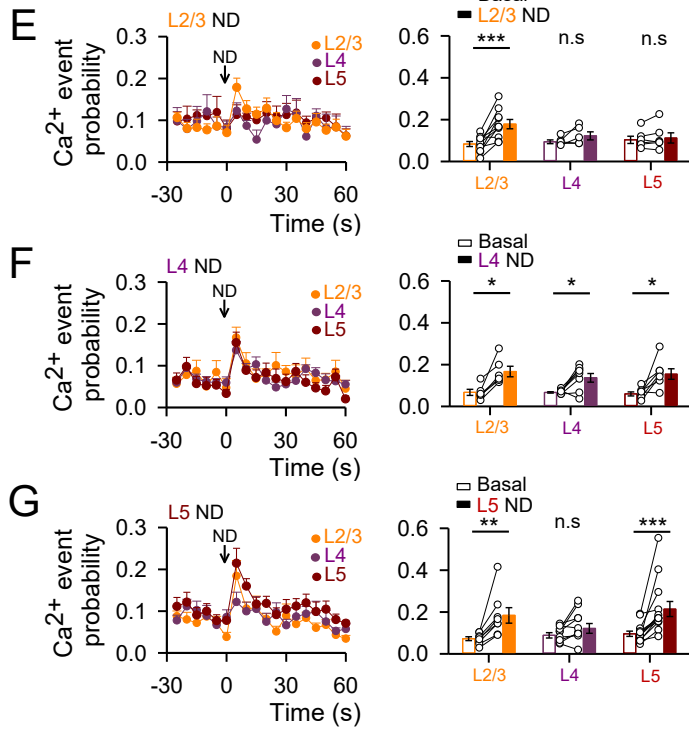 E
L2/3 ND
ND
L2/3
L4
L5
Ca2+ event
probability
0.3
0.2
0.1
0.0
-30 0 30 60
Time (s)
Basal
L2/3 ND
*** n.s n.s
0.6
0.4
0.2
0.0
L2/3 L4 L5
F
L4 ND
ND
L2/3
L4
L5
Ca2+ event
probability
0.3
0.2
0.1
0.0
-30 0 30 60
Time (s)
Basal
L4 ND
* * *
0.6
0.4
0.2
0.0
L2/3 L4 L5
G
L5 ND
ND
L2/3
L4
L5
Ca2+ event
probability
0.3
0.2
0.1
0.0
-30 0 30 60
Time (s)
Basal
L5 ND
** n.s ***
0.6
0.4
0.2
0.0
L2/3 L4 L5